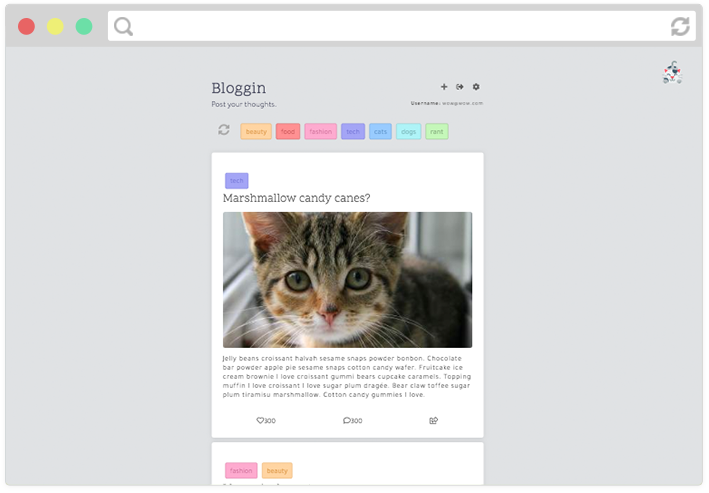 Bloggin
Post your thoughts.
Username: wow@wow.com
beauty food fashion tech cats dogs rant
tech
Marshmallow candy canes?
Jelly beans croissant halvah sesame snaps powder bonbon. Chocolate
bar powder apple pie sesame snaps cotton candy wafer. Fruitcake ice
cream brownie I love croissant gummi bears cupcake caramels. Topping
muffin I love croissant I love sugar plum dragée. Bear claw toffee sugar
plum tiramisu marshmallow. Cotton candy gummies I love.
300 300
fashion beauty